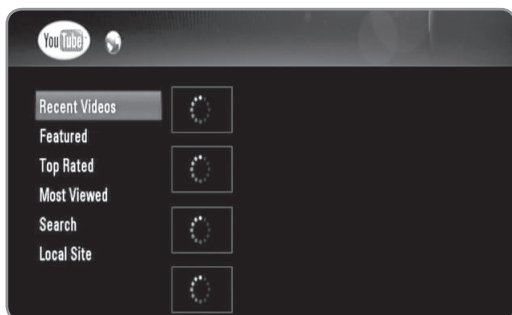 YouTube
Recent Videos
Featured
Top Rated
Most Viewed
Search
Local Site